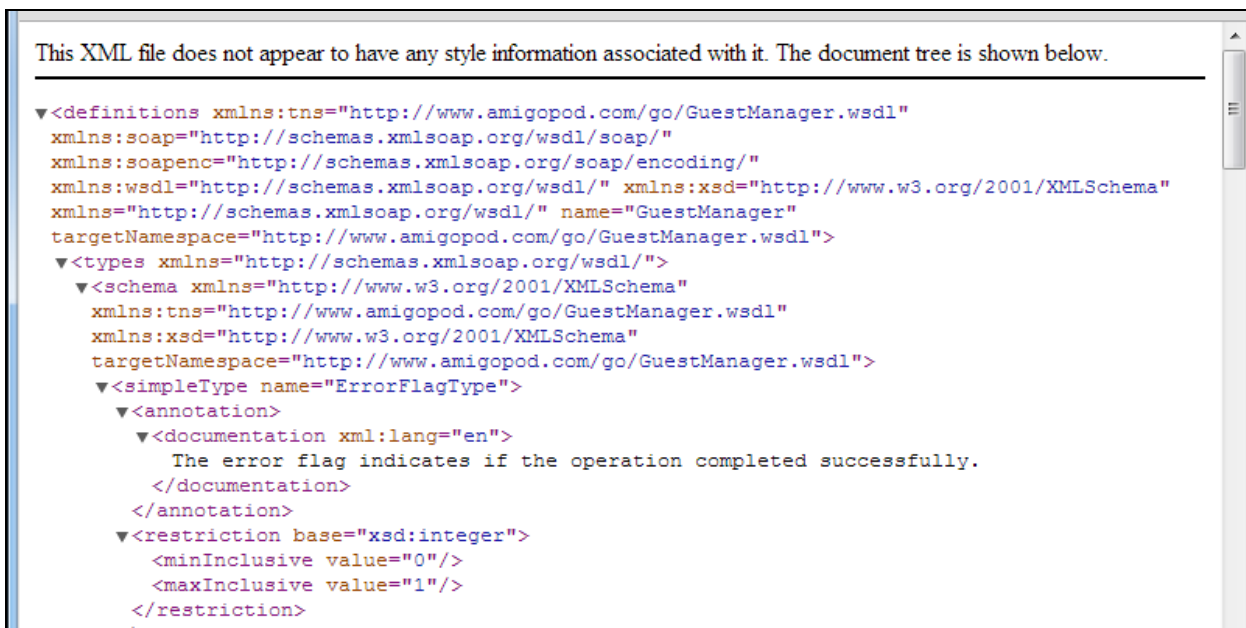 This XML file does not appear to have any style information associated with it. The document tree is shown below.
▼<definitions xmlns:tns="http://www.amigopod.com/go/GuestManager.wsdl"
xmlns:soap="http://schemas.xmlsoap.org/wsdl/soap/"
xmlns:soapenc="http://schemas.xmlsoap.org/soap/encoding/"
xmlns:wsdl="http://schemas.xmlsoap.org/wsdl/" xmlns:xsd="http://www.w3.org/2001/XMLSchema"
xmlns="http://schemas.xmlsoap.org/wsdl/" name="GuestManager"
targetNamespace="http://www.amigopod.com/go/GuestManager.wsdl">
▼<types xmlns="http://schemas.xmlsoap.org/wsdl/">
▼<schema xmlns="http://www.w3.org/2001/XMLSchema"
xmlns:tns="http://www.amigopod.com/go/GuestManager.wsdl"
xmlns:xsd="http://www.w3.org/2001/XMLSchema"
targetNamespace="http://www.amigopod.com/go/GuestManager.wsdl">
▼<simpleType name="ErrorFlagType">
▼<annotation>
▼<documentation xml:lang="en">
The error flag indicates if the operation completed successfully.
</documentation>
</annotation>
▼<restriction base="xsd:integer">
<minInclusive value="0"/>
<maxInclusive value="1"/>
</restriction>